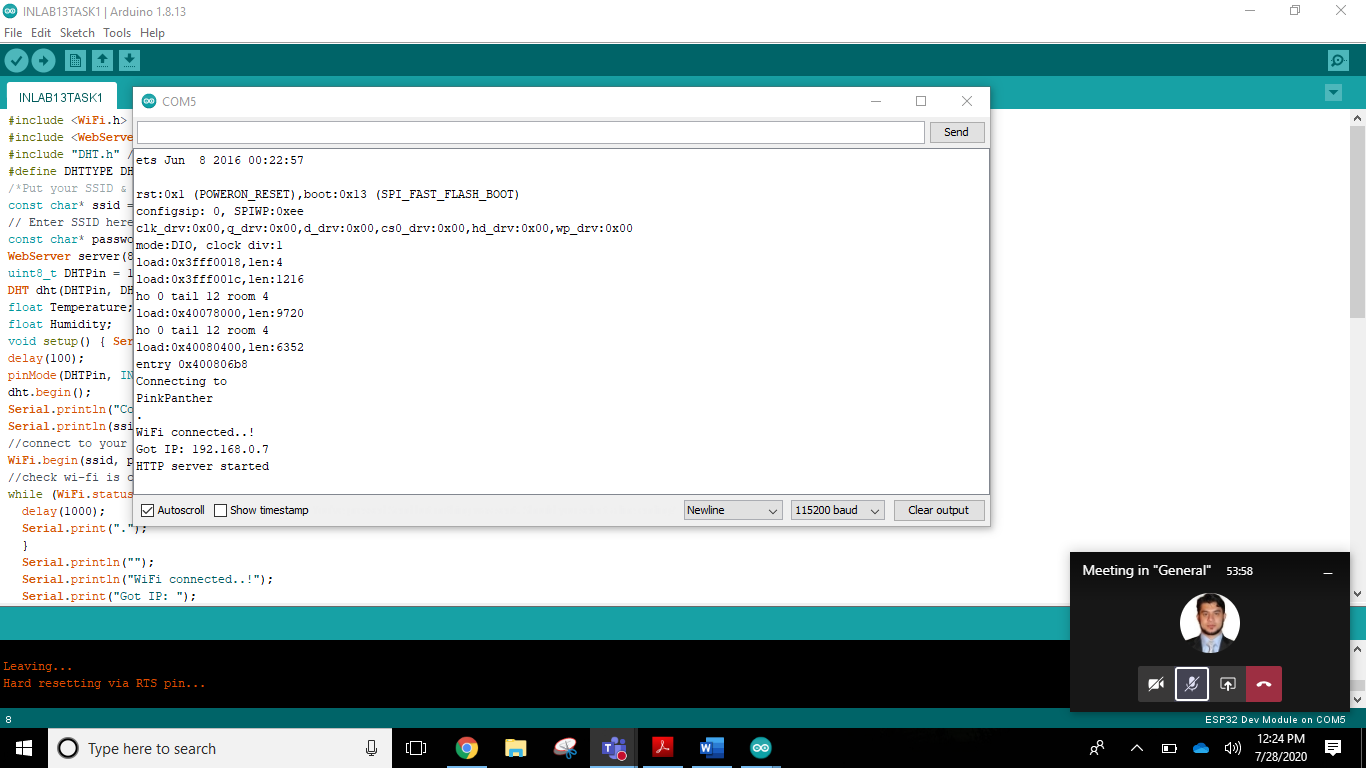 INLAB13TASK1 | Arduino 1.8.13
File Edit Sketch Tools Help
INLAB13TASK1
#include <WiFi.h>
#include <WebServe
#include "DHT.h" /
#define DHTTYPE DH
/*Put your SSID &
const char* ssid =
// Enter SSID here
const char* passwo
WebServer server(8
uint8_t DHTPin = 1
DHT dht(DHTPin, DH
float Temperature;
float Humidity;
void setup() { Ser
delay(100);
pinMode(DHTPin, IN
dht.begin();
Serial.println("Co
Serial.println(ssi
//connect to your
WiFi.begin(ssid, p
//check wi-fi is c
while (WiFi.status
delay(1000);
Serial.print(".");
}
Serial.println("");
Serial.println("WiFi connected..!");
Serial.print("Got IP: ");
COM5
Send
ets Jun  8 2016 00:22:57
rst:0x1 (POWERON_RESET),boot:0x13 (SPI_FAST_FLASH_BOOT)
configsip: 0, SPIWP:0xee
clk_drv:0x00,q_drv:0x00,d_drv:0x00,cs0_drv:0x00,hd_drv:0x00,wp_drv:0x00
mode:DIO, clock div:1
load:0x3fff0018,len:4
load:0x3fff001c,len:1216
ho 0 tail 12 room 4
load:0x40078000,len:9720
ho 0 tail 12 room 4
load:0x40080400,len:6352
entry 0x400806b8
Connecting to
PinkPanther
.
WiFi connected..!
Got IP: 192.168.0.7
HTTP server started
Autoscroll Show timestamp Newline 115200 baud Clear output
Meeting in "General" 53:58
Leaving...
Hard resetting via RTS pin...
8 ESP32 Dev Module on COM5
Type here to search
12:24 PM
7/28/2020